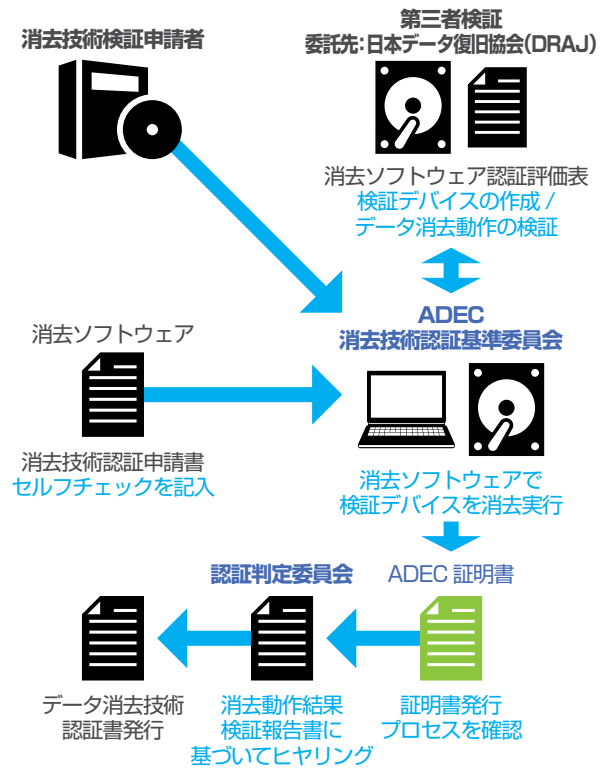 消去技術検証申請者
第三者検証
委託先:日本データ復旧協会(DRAJ)
消去ソフトウェア認証評価表
検証デバイスの作成 /
データ消去動作の検証
ADEC
消去技術認証基準委員会
消去ソフトウェア
消去技術認証申請書
セルフチェックを記入
消去ソフトウェアで
検証デバイスを消去実行
認証判定委員会
ADEC 証明書
データ消去技術
認証書発行
消去動作結果
検証報告書に
基づいてヒヤリング
証明書発行
プロセスを確認